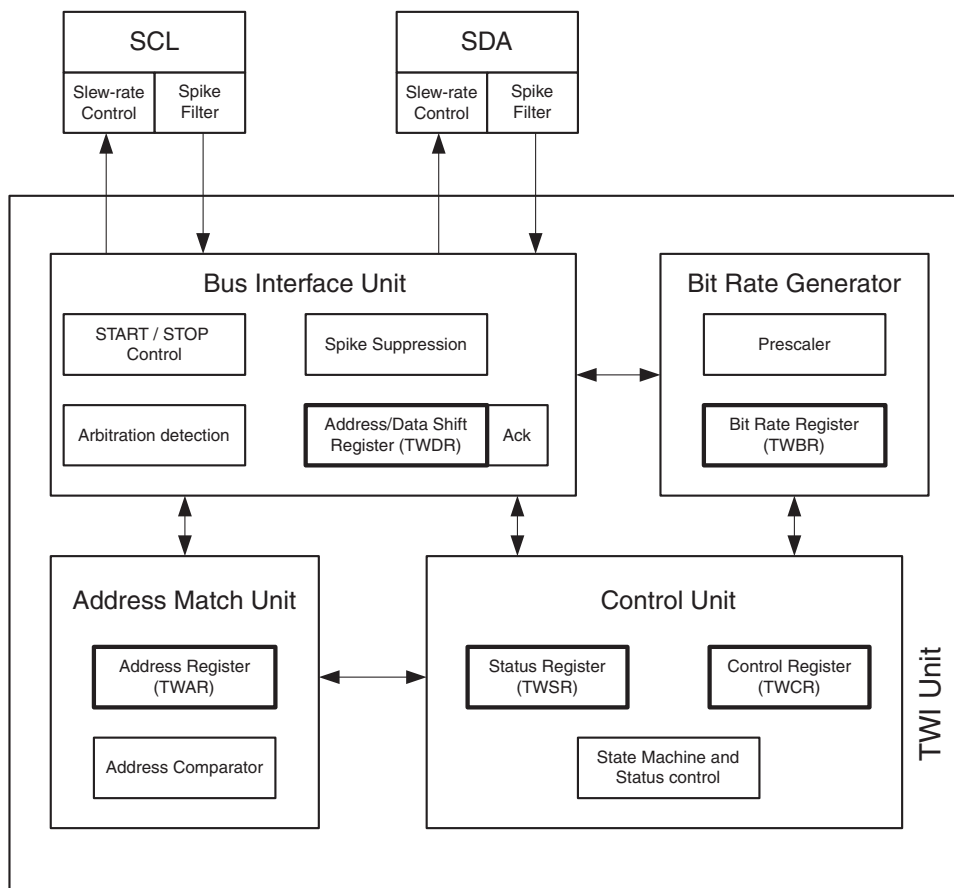 SCL
Slew-rate
Control
Spike
Filter
SDA
Slew-rate
Control
Spike
Filter
Bus Interface Unit
START / STOP
Control
Spike Suppression
Arbitration detection
Address/Data Shift
Register (TWDR)
Ack
Bit Rate Generator
Prescaler
Bit Rate Register
(TWBR)
Address Match Unit
Address Register
(TWAR)
Address Comparator
Control Unit
Status Register
(TWSR)
Control Register
(TWCR)
State Machine and
Status control
TWI Unit